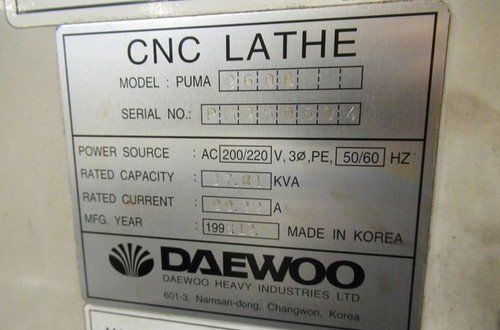 CNC LATHE
MODEL : PUMA
SERIAL NO.:
POWER SOURCE : AC 200/220 V, 3Ø, PE, 50/60 HZ
RATED CAPACITY : KVA
RATED CURRENT : A
MFG. YEAR : 199 MADE IN KOREA
DAEWOO
DAEWOO HEAVY INDUSTRIES LTD.
601-3. Namsan-dong. Changwon, Korea